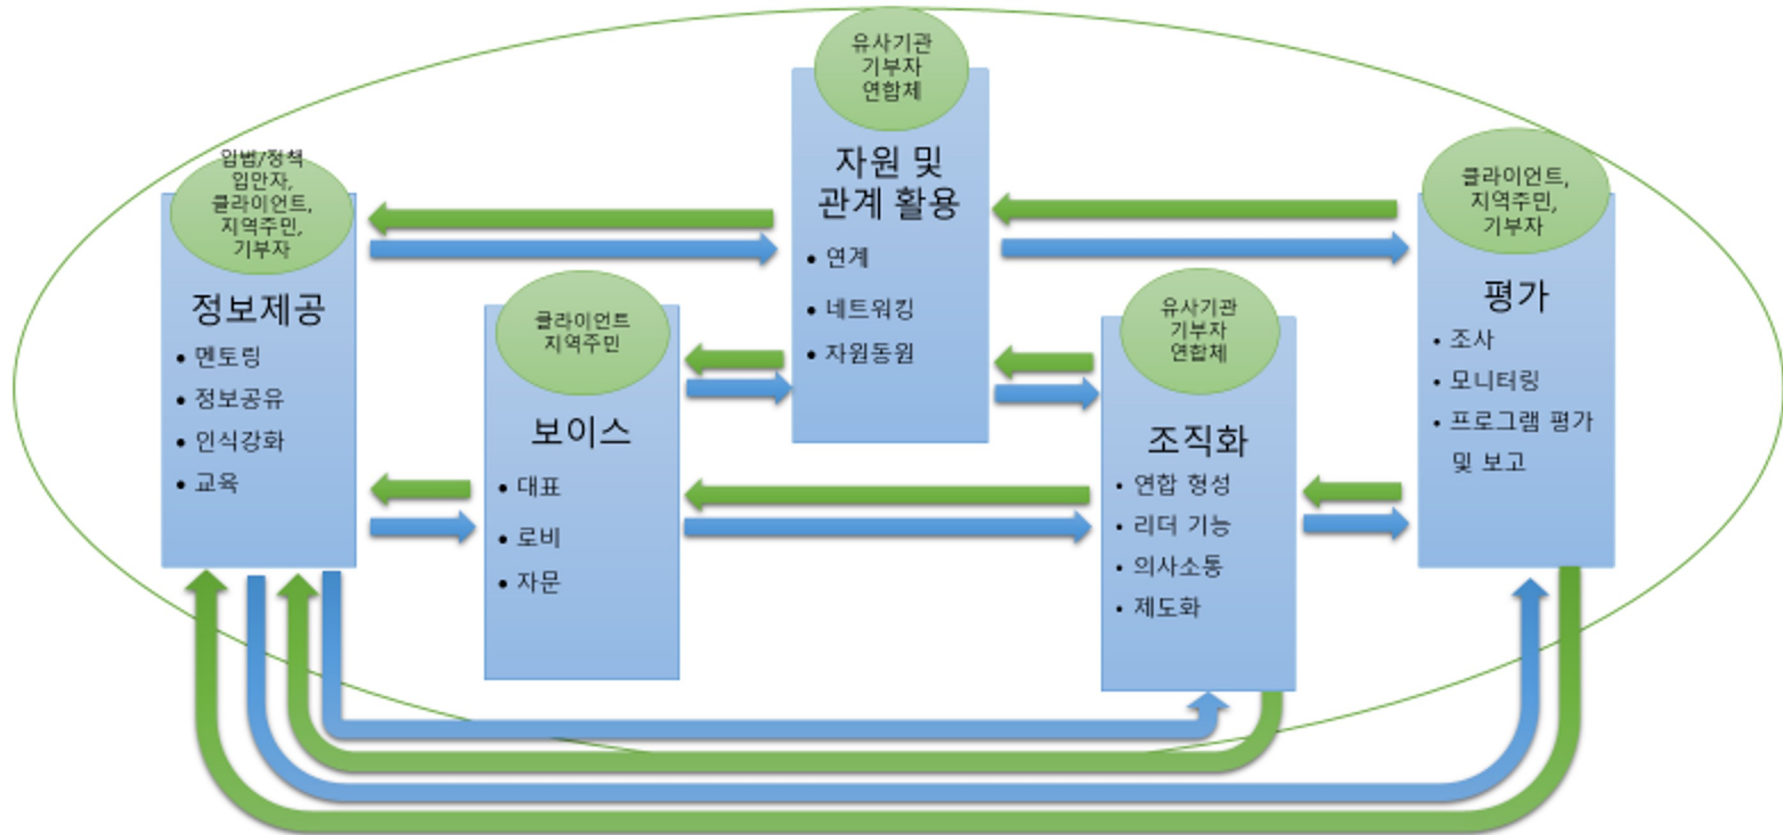 입법/정책
입안자,
클라이언트,
지역주민,
기부자
정보제공
• 멘토링
• 정보공유
• 인식강화
• 교육
클라이언트
지역주민
보이스
• 대표
• 로비
• 자문
유사기관
기부자
연합체
자원 및
관계 활용
• 연계
• 네트워킹
• 자원동원
유사기관
기부자
연합체
조직화
• 연합 형성
• 리더 기능
• 의사소통
• 제도화
클라이언트,
지역주민,
기부자
평가
• 조사
• 모니터링
• 프로그램 평가
및 보고